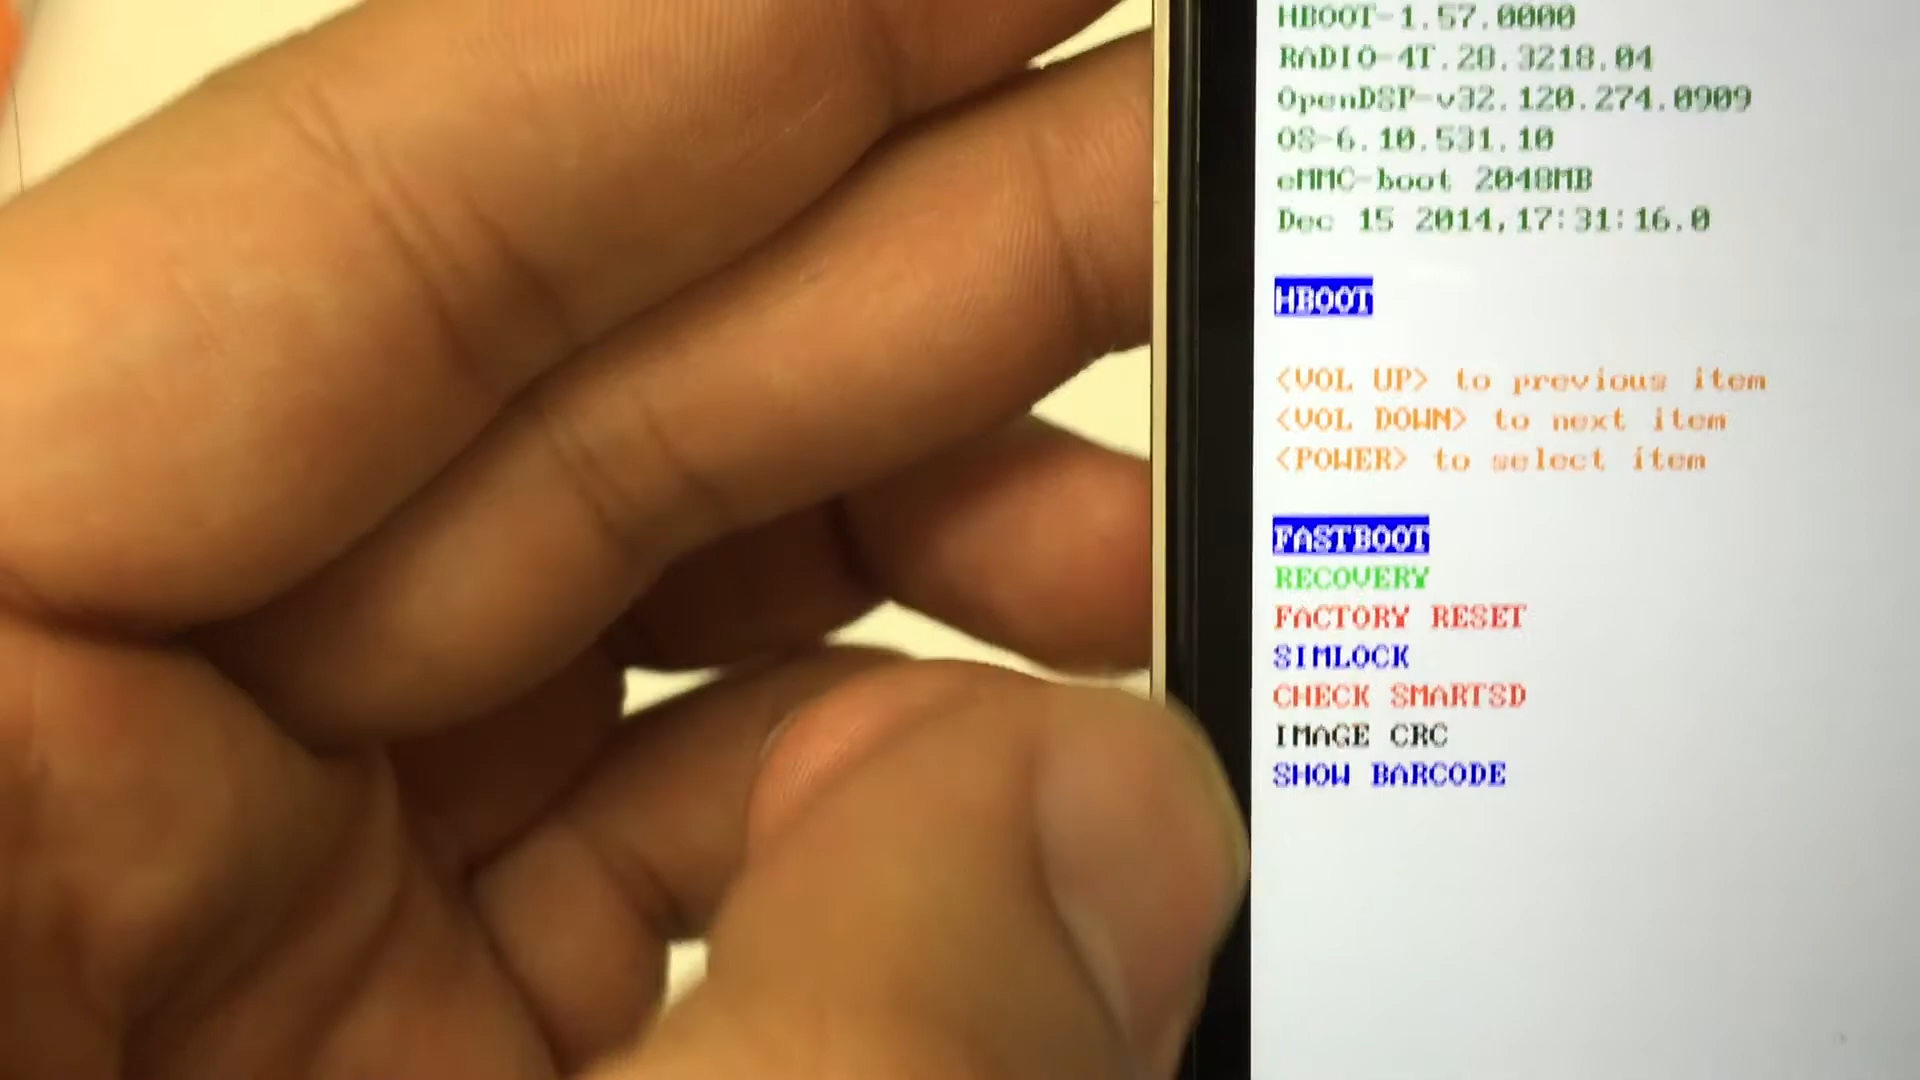 HBOOT-1.57.0000
RADIO-4T.28.3218.04
OpenDSP-v32.120.274.0909
OS-6.10.531.10
eMMC-boot 2048MB
Dec 15 2014,17:31:16.0
HBOOT
<VOL UP> to previous item
<VOL DOWN> to next item
<POWER> to select item
FASTBOOT
RECOVERY
FACTORY RESET
SIMLOCK
CHECK SMARTSD
IMAGE CRC
SHOW BARCODE